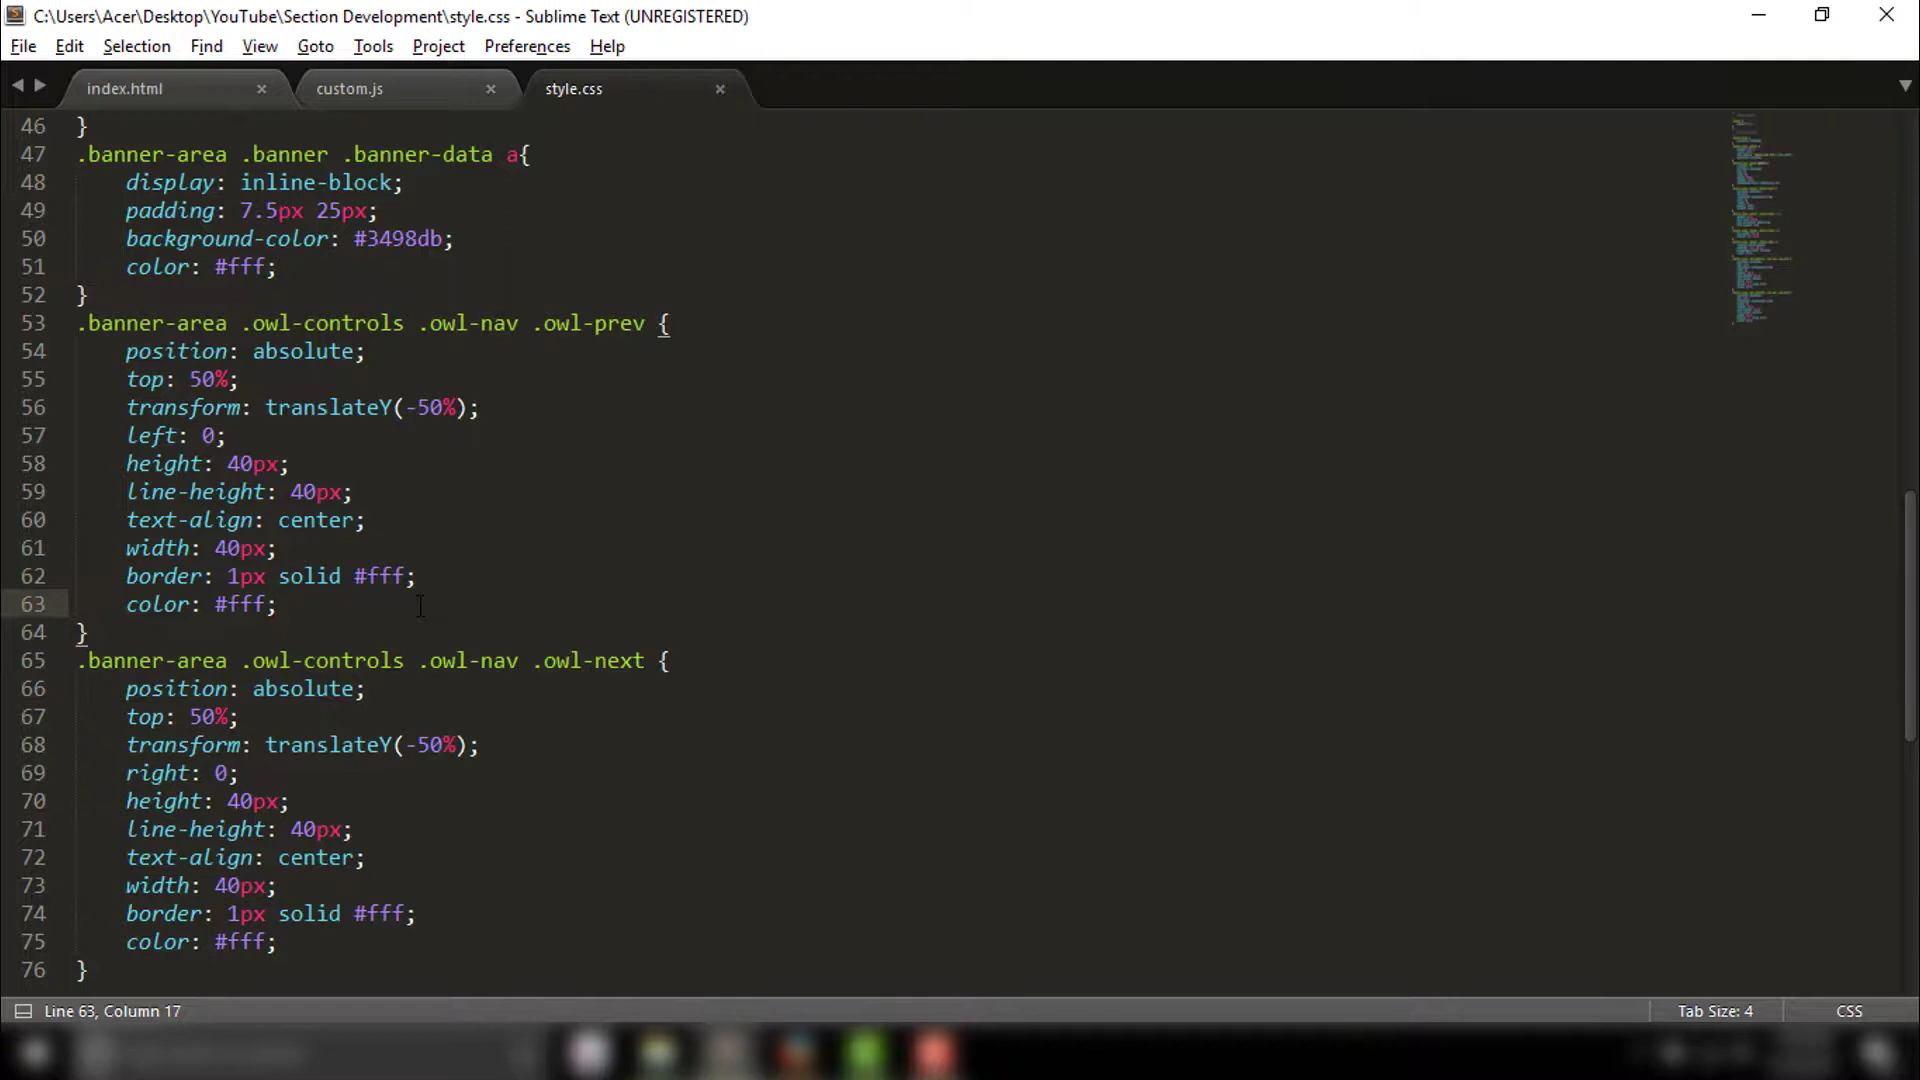 C:\Users\Acer\Desktop\YouTube\Section Development\style.css - Sublime Text (UNREGISTERED)
File Edit Selection Find View Goto Tools Project Preferences Help
index.html × custom.js × style.css ×
46 }
47 .banner-area .banner .banner-data a{
48 display: inline-block;
49 padding: 7.5px 25px;
50 background-color: #3498db;
51 color: #fff;
52 }
53 .banner-area .owl-controls .owl-nav .owl-prev {
54 position: absolute;
55 top: 50%;
56 transform: translateY(-50%);
57 left: 0;
58 height: 40px;
59 line-height: 40px;
60 text-align: center;
61 width: 40px;
62 border: 1px solid #fff;
63 color: #fff;
64 }
65 .banner-area .owl-controls .owl-nav .owl-next {
66 position: absolute;
67 top: 50%;
68 transform: translateY(-50%);
69 right: 0;
70 height: 40px;
71 line-height: 40px;
72 text-align: center;
73 width: 40px;
74 border: 1px solid #fff;
75 color: #fff;
76 }
Line 63, Column 17 Tab Size: 4 CSS